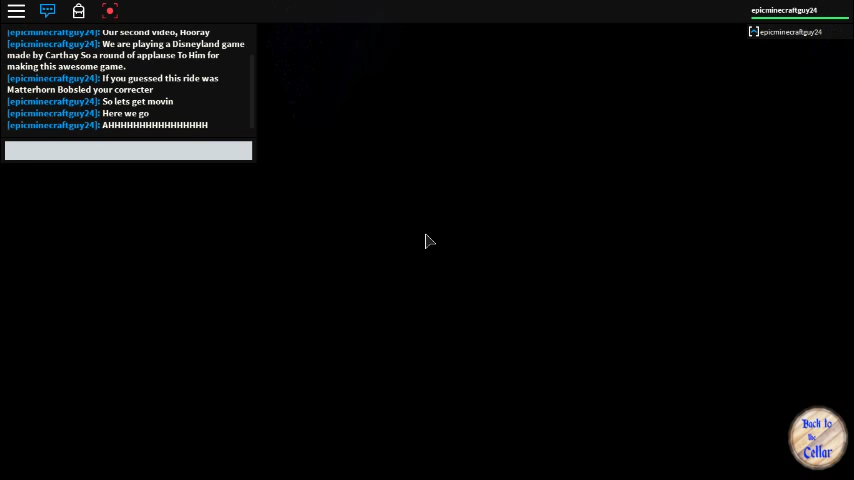 epicminecraftguy24
epicminecraftguy24
[epicminecraftguy24]: Our second video, Hooray
[epicminecraftguy24]: We are playing a Disneyland game
made by Carthay So a round of applause To Him for
making this awesome game.
[epicminecraftguy24]: If you guessed this ride was
Matterhorn Bobsled your correcter
[epicminecraftguy24]: So lets get movin
[epicminecraftguy24]: Here we go
[epicminecraftguy24]: AHHHHHHHHHHHHHHHH
Back to
the
Cellar